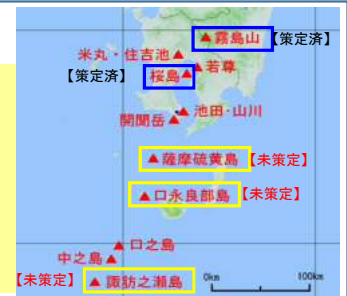 ▲霧島山【策定済】
米丸・住吉池▲
▲若尊
【策定済】桜島▲
▲池田・山川
開聞岳▲
▲薩摩硫黄島【未策定】
▲口永良部島【未策定】
▲口之島
中之島▲
【未策定】▲諏訪之瀬島
0km 100km